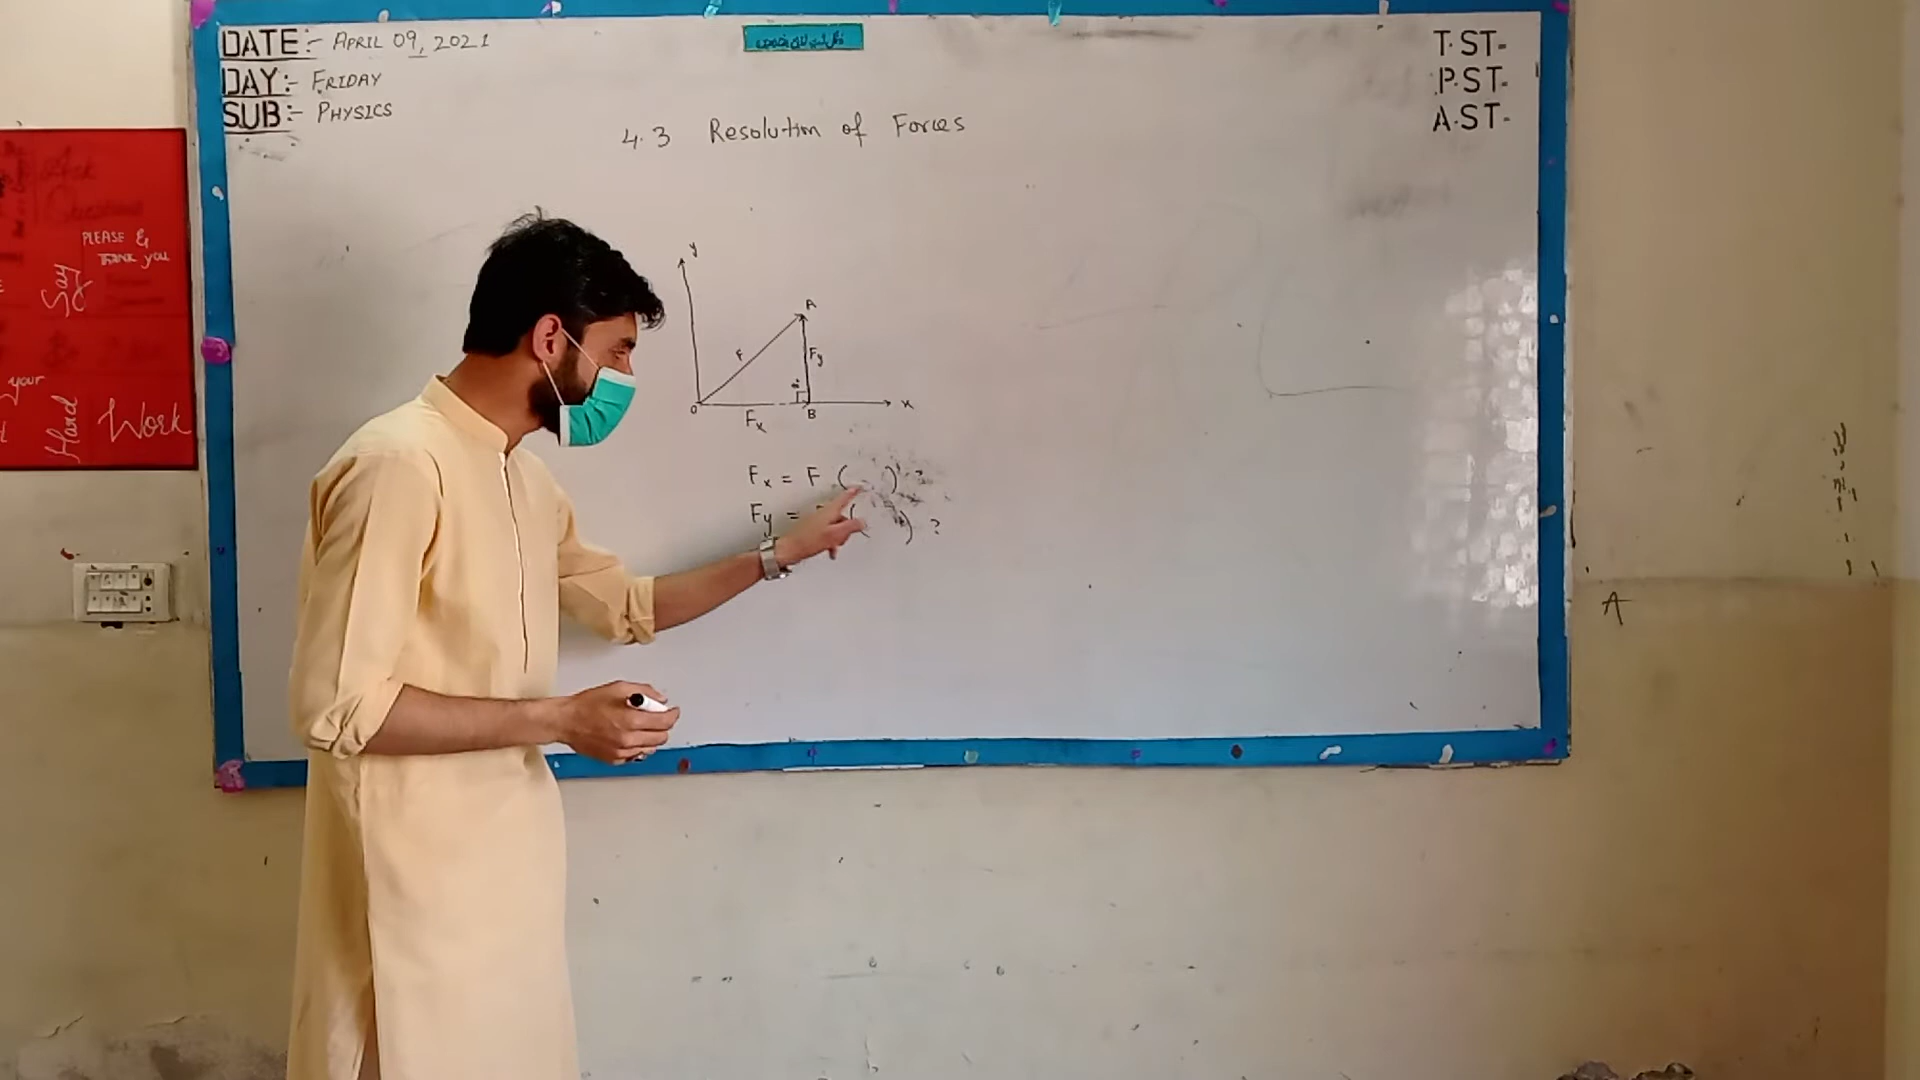 DATE:- APRIL 09, 2021
DAY:- FRIDAY
SUB:- PHYSICS
T.ST-
P.ST-
A.ST-
4.3 Resolution of Forces
y
A
F
Fy
O
B
x
Fx
Fx = F ( ) ?
Fy = ( ) ?
PLEASE &
THANK you
Say
your
Hard Work
A